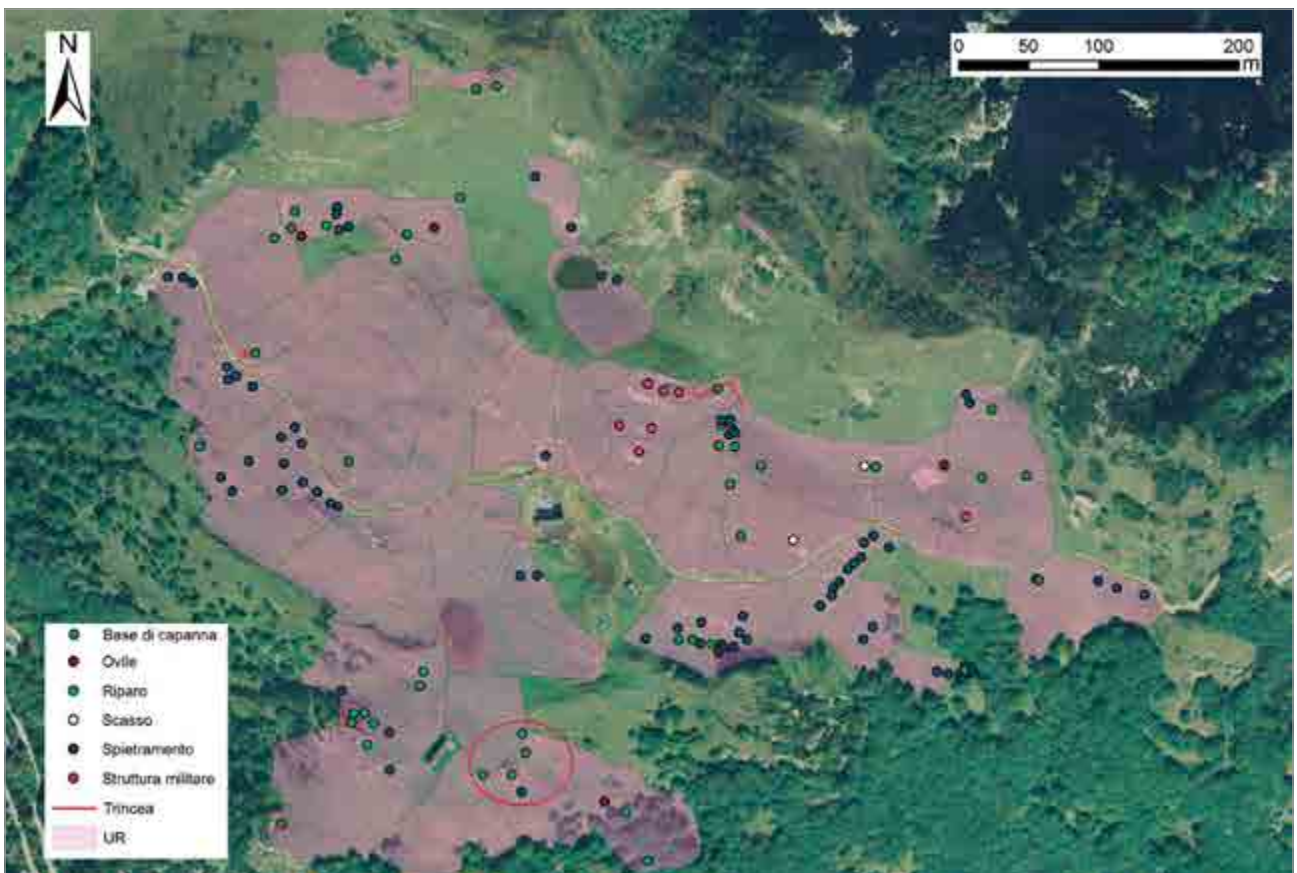 N
0 50 100 200
m
Base di capanna
Ovile
Riparo
Scasso
Spietramento
Struttura militare
Trincea
UR